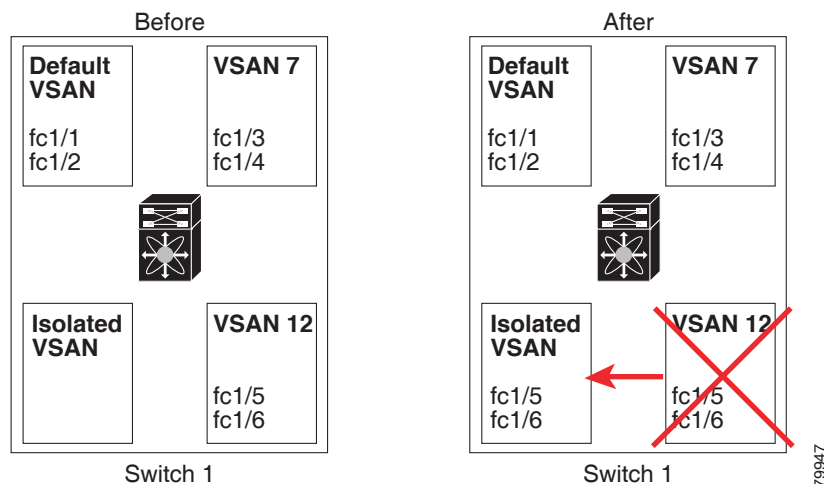 Before
Default
VSAN
fc1/1
fc1/2
VSAN 7
fc1/3
fc1/4
Isolated
VSAN
VSAN 12
fc1/5
fc1/6
Switch 1
After
Default
VSAN
fc1/1
fc1/2
VSAN 7
fc1/3
fc1/4
Isolated
VSAN
fc1/5
fc1/6
VSAN 12
fc1/5
fc1/6
Switch 1
79947